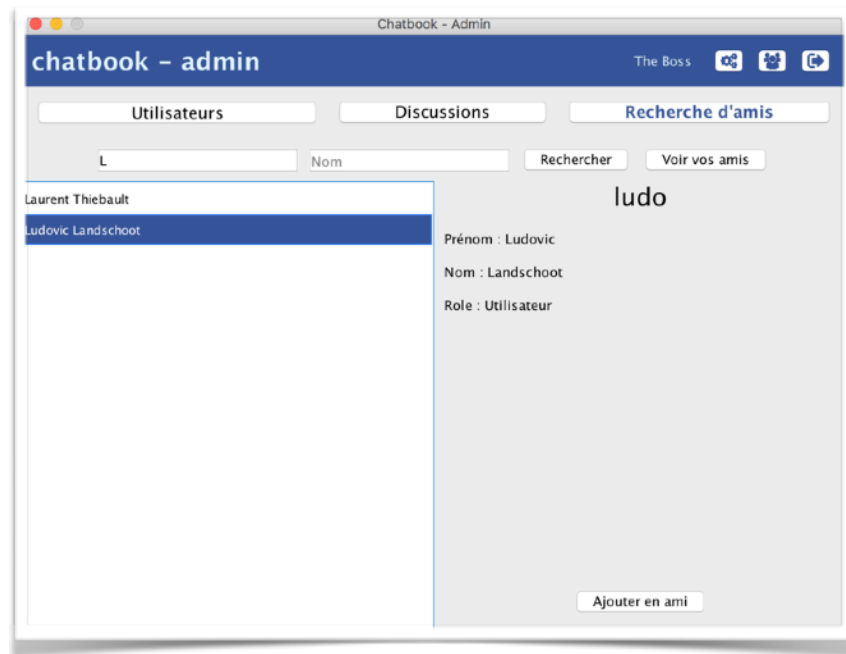 Chatbook - Admin
chatbook – admin The Boss
Utilisateurs Discussions Recherche d'amis
L Nom Rechercher Voir vos amis
Laurent Thiebault
Ludovic Landschoot
ludo
Prénom : Ludovic
Nom : Landschoot
Role : Utilisateur
Ajouter en ami